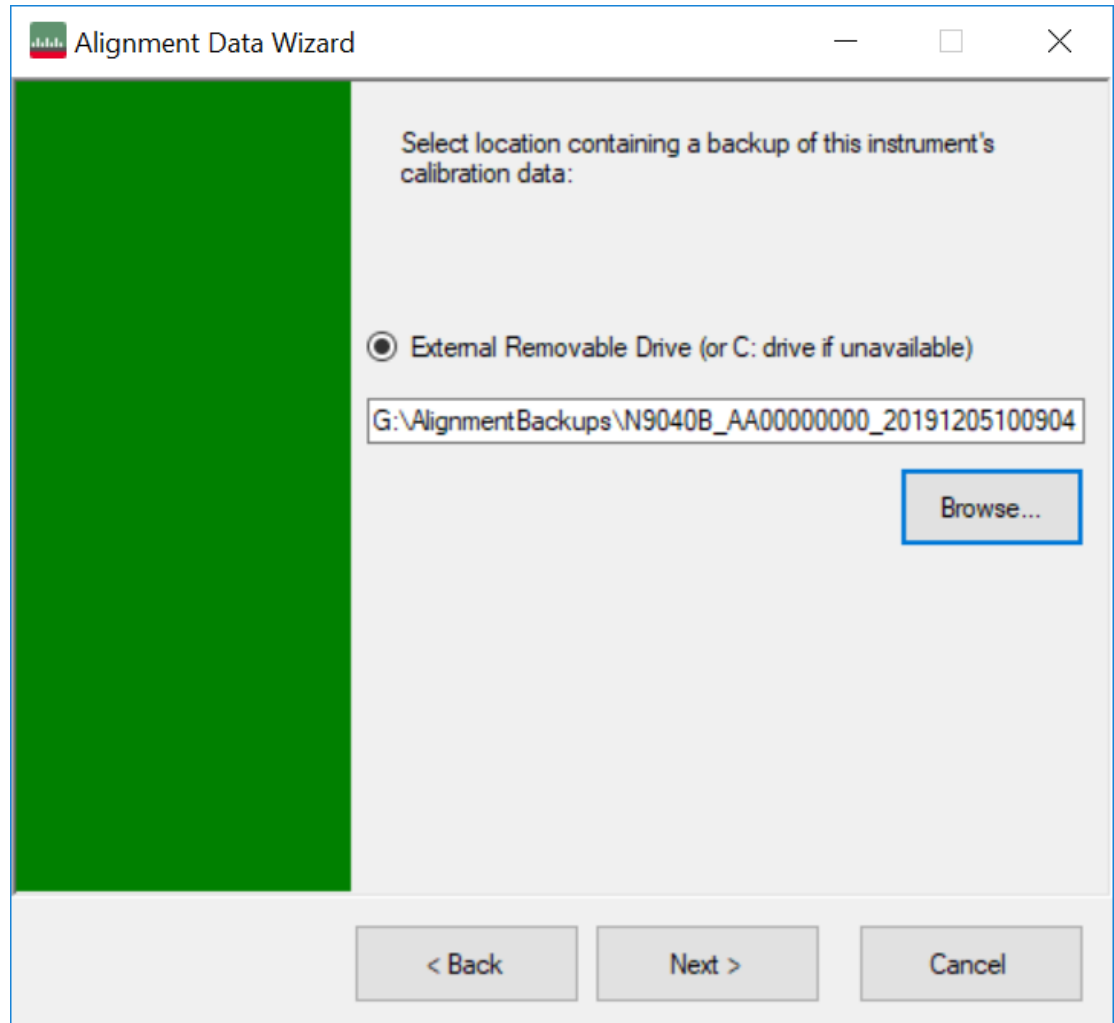 Alignment Data Wizard
Select location containing a backup of this instrument's
calibration data:
External Removable Drive (or C: drive if unavailable)
G:\AlignmentBackups\N9040B_AA00000000_20191205100904
Browse...
< Back
Next >
Cancel